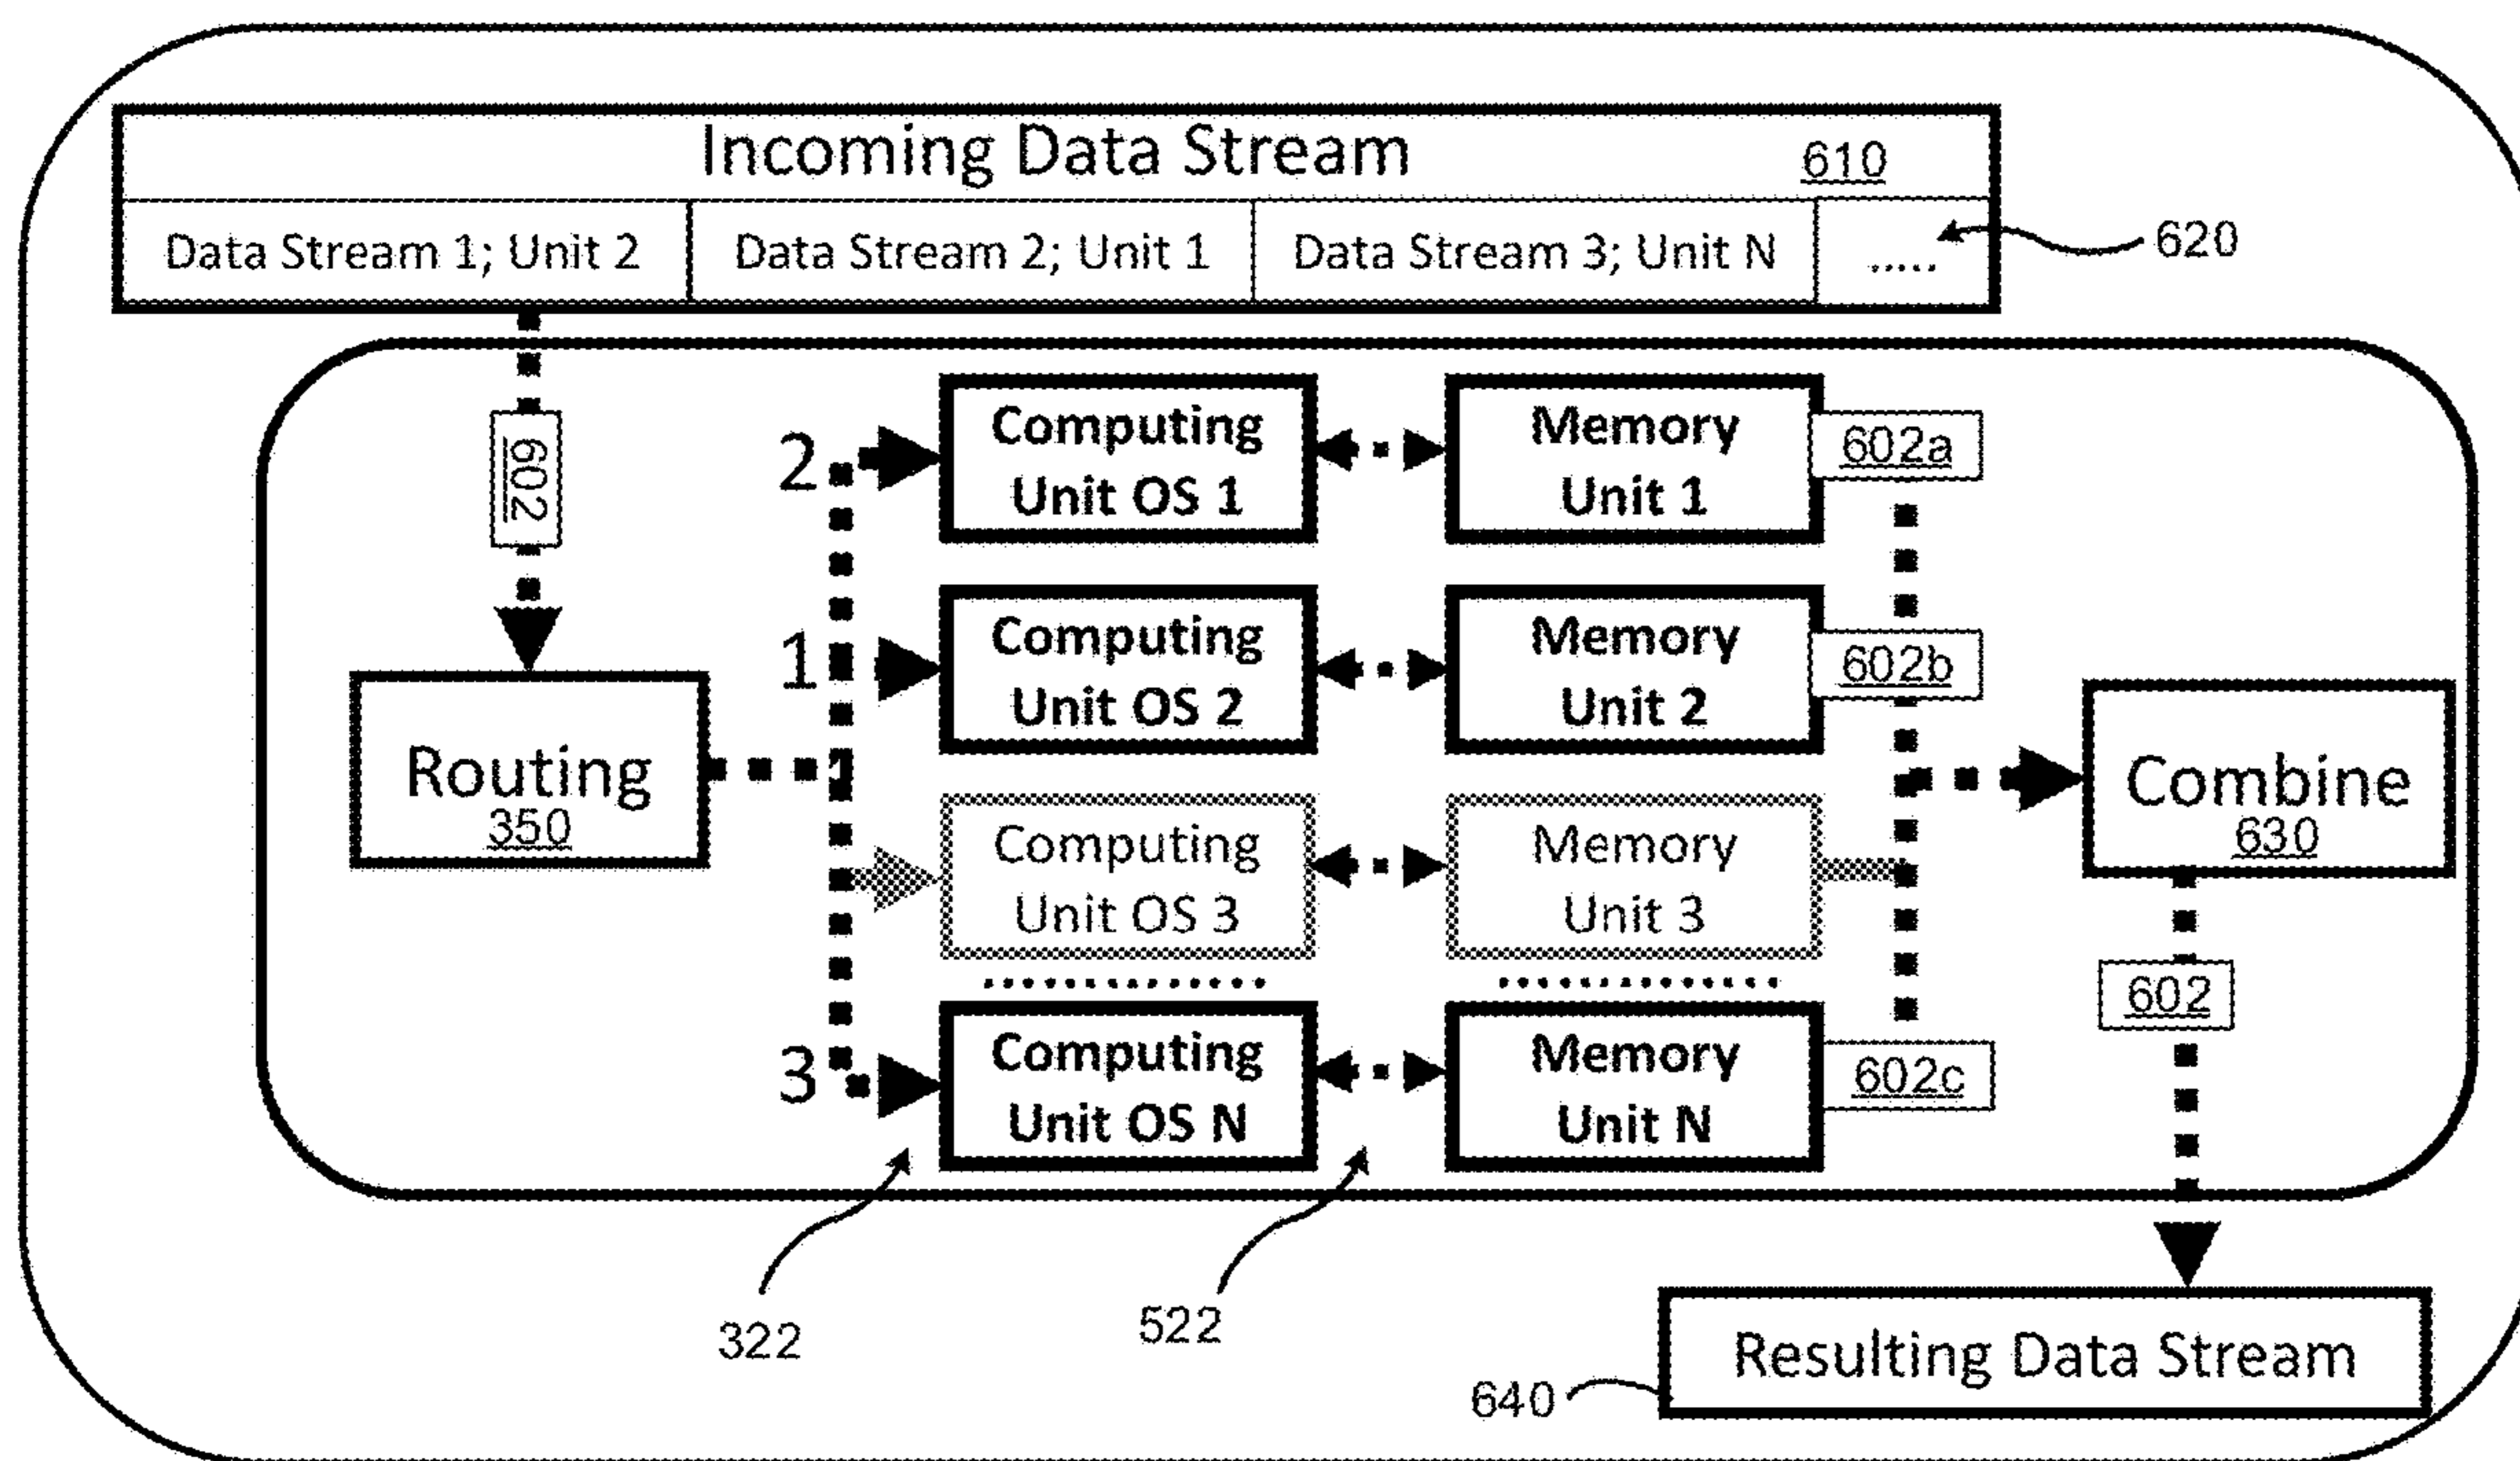 Incoming Data Stream
610
Data Stream 1; Unit 2
Data Stream 2; Unit 1
Data Stream 3; Unit N
.....
620
602
2
Computing
Unit OS 1
Memory
Unit 1
602a
1
Computing
Unit OS 2
Memory
Unit 2
602b
Routing
350
Computing
Unit OS 3
Memory
Unit 3
Combine
630
602
3
Computing
Unit OS N
Memory
Unit N
602c
322
522
Resulting Data Stream
640